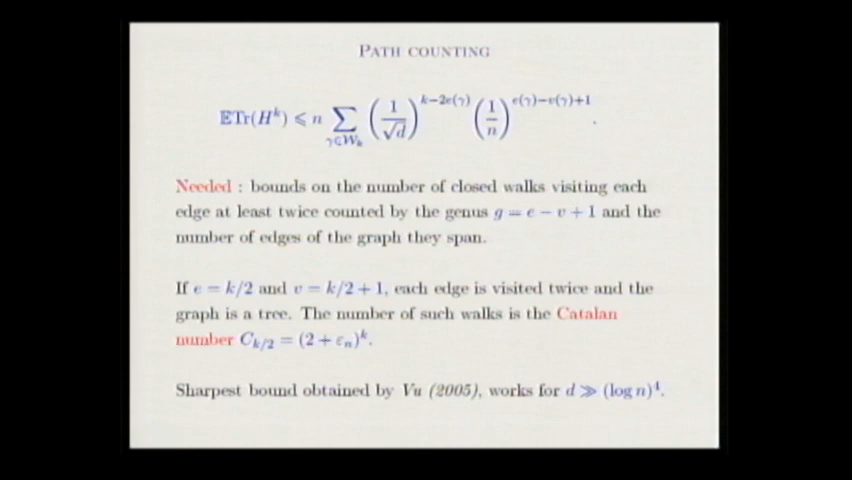 PATH COUNTING
𝔼Tr(H^k) ⩽ n ∑_{γ∈W_k} (1/√d)^{k−2e(γ)} (1/n)^{e(γ)−v(γ)+1}.
Needed : bounds on the number of closed walks visiting each
edge at least twice counted by the genus g = e − v + 1 and the
number of edges of the graph they span.
If e = k/2 and v = k/2 + 1, each edge is visited twice and the
graph is a tree. The number of such walks is the Catalan
number C_{k/2} = (2 + ε_n)^k.
Sharpest bound obtained by Vu (2005), works for d ≫ (log n)^4.